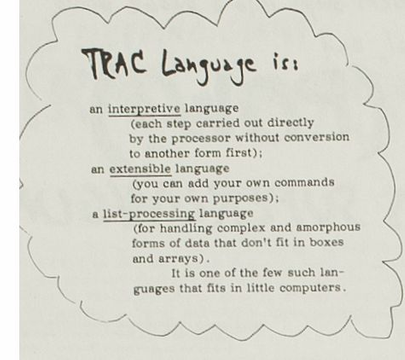 TRAC Language is:
an interpretive language
(each step carried out directly
by the processor without conversion
to another form first);
an extensible language
(you can add your own commands
for your own purposes);
a list-processing language
(for handling complex and amorphous
forms of data that don't fit in boxes
and arrays).
It is one of the few such lan-
guages that fits in little computers.